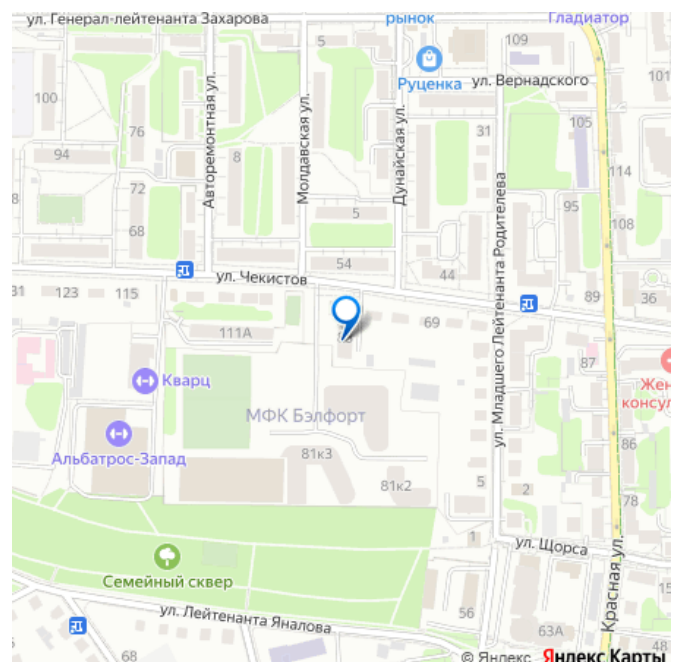 ул. Генерал-лейтенанта Захарова
5
рынок
Гладиатор
109
Руценка
ул. Вернадского
101
100
76
Авторемонтная ул.
Молдавская ул.
Дунайская ул.
31
105
94
8
114
72
5
ул. Младшего Лейтенанта Родителева
95
68
108
54
44
ул. Чекистов
31
123
115
89
36
111А
69
87
Кварц
Жен
консул
МФК Бэлфорт
Альбатрос-Запад
81к3
86
81к2
5
2
78
1
ул. Щорса
Семейный сквер
Красная ул.
ул. Лейтенанта Яналова
56
63А
68
© Яндекс
Яндекс Карты